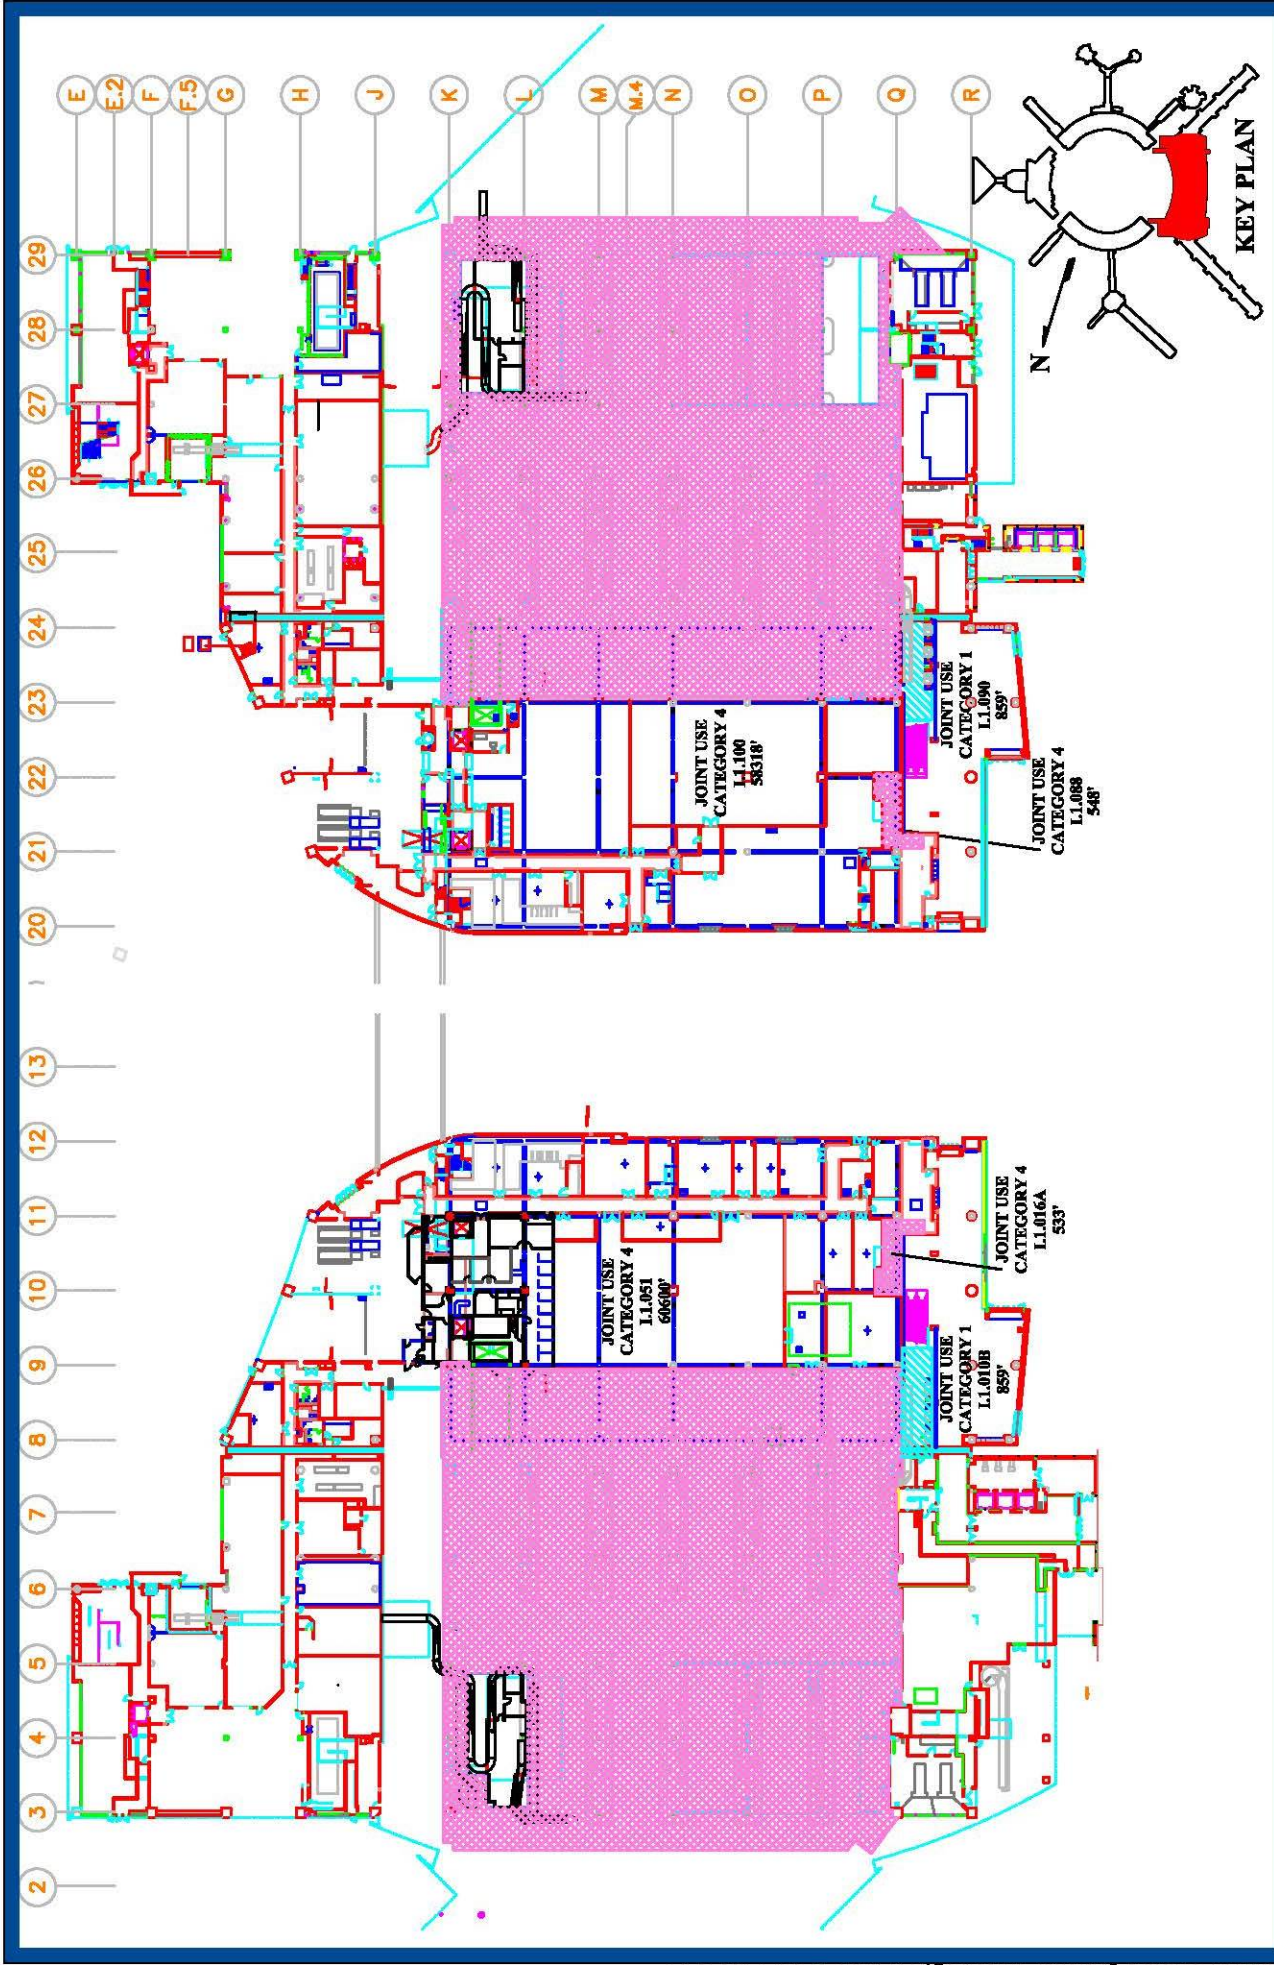 E
E.2
F
F.5
G
H
J
K
L
M
M.4
N
O
P
Q
R
29
28
27
26
25
24
23
22
21
20
13
12
11
10
9
8
7
6
5
4
3
2
JOINT USE
CATEGORY 4
L1.100
58318'
JOINT USE
CATEGORY 1
L1.090
859'
JOINT USE
CATEGORY 4
L1.088
548'
JOINT USE
CATEGORY 4
L1.051
60600'
JOINT USE
CATEGORY 4
L1.016A
533'
JOINT USE
CATEGORY 1
L1.010B
859'
N
KEY PLAN